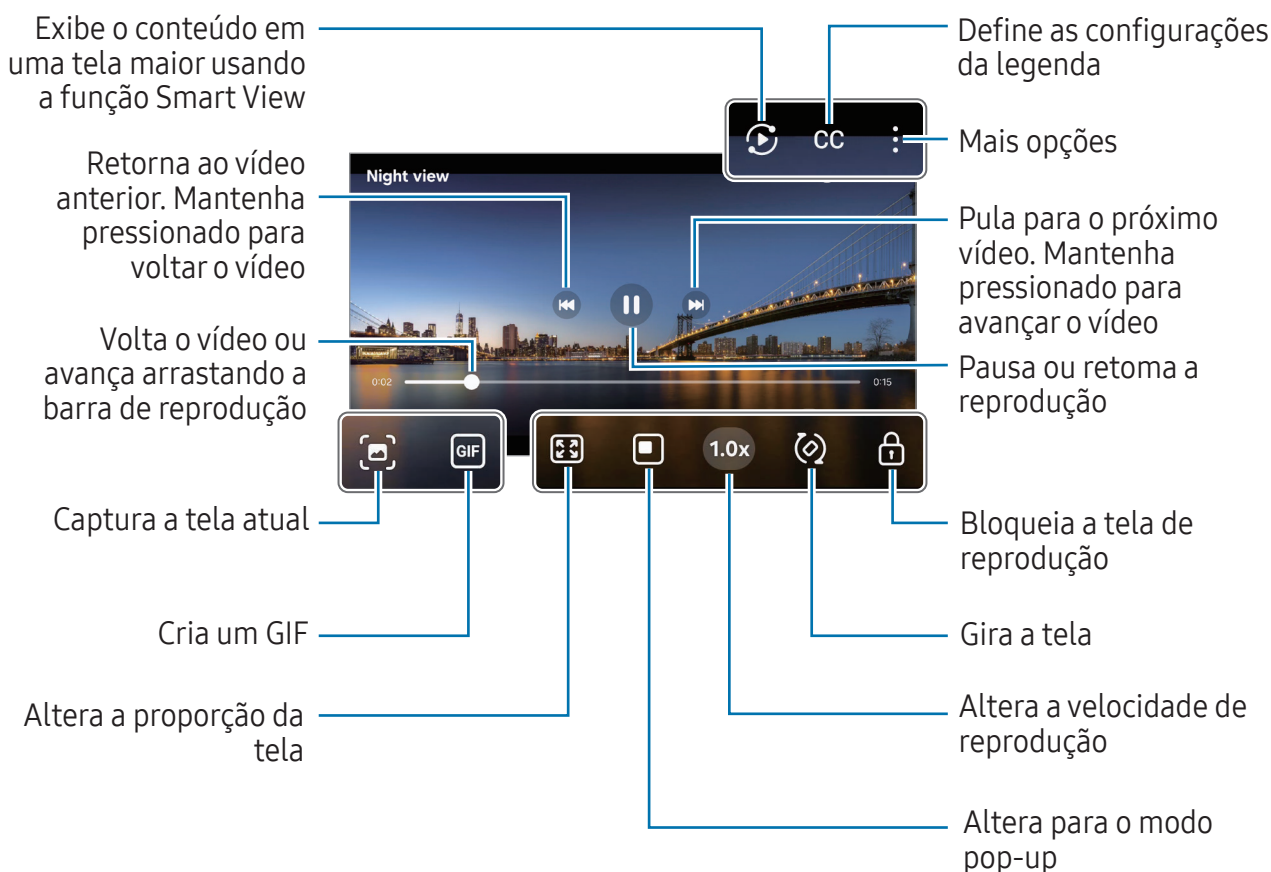 Exibe o conteúdo em
uma tela maior usando
a função Smart View
Define as configurações
da legenda
CC
Mais opções
Retorna ao vídeo
anterior. Mantenha
pressionado para
voltar o vídeo
Night view
Pula para o próximo
vídeo. Mantenha
pressionado para
avançar o vídeo
Volta o vídeo ou
avança arrastando a
barra de reprodução
0:02
0:15
Pausa ou retoma a
reprodução
GIF
1.0x
Captura a tela atual
Bloqueia a tela de
reprodução
Cria um GIF
Gira a tela
Altera a proporção da
tela
Altera a velocidade de
reprodução
Altera para o modo
pop-up